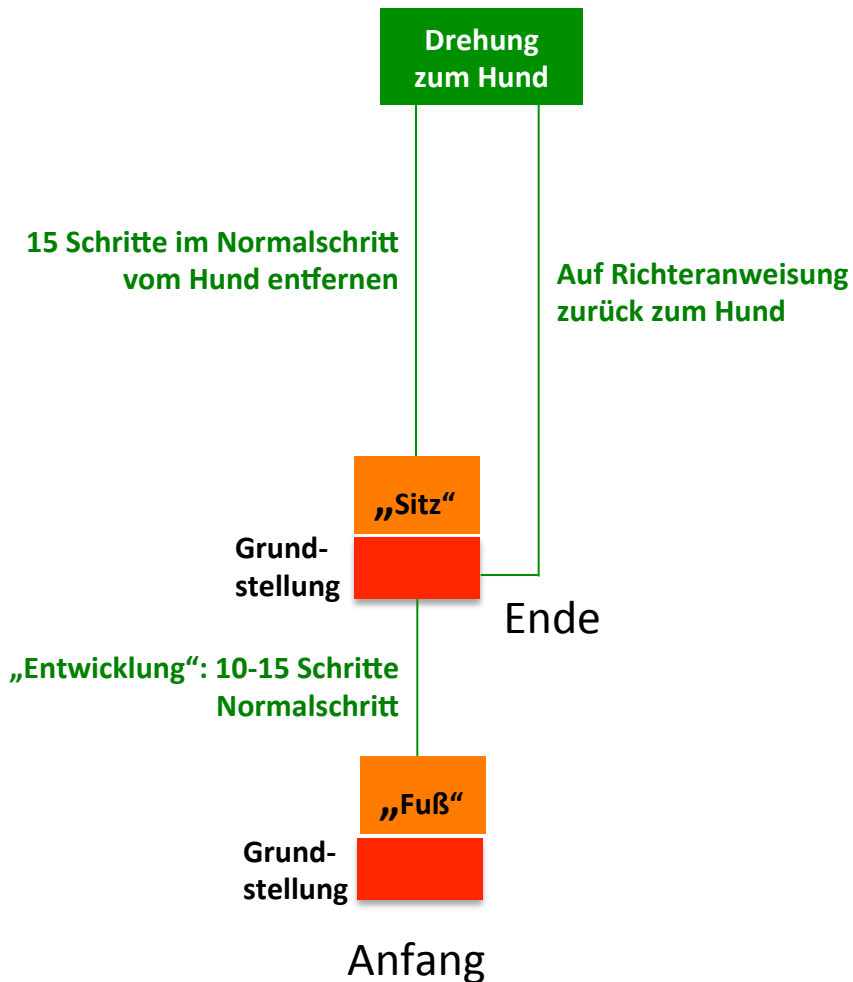 Drehung
zum Hund
15 Schritte im Normalschritt
vom Hund entfernen
Auf Richteranweisung
zurück zum Hund
„Sitz“
Grund-
stellung
Ende
„Entwicklung“: 10-15 Schritte
Normalschritt
„Fuß“
Grund-
stellung
Anfang